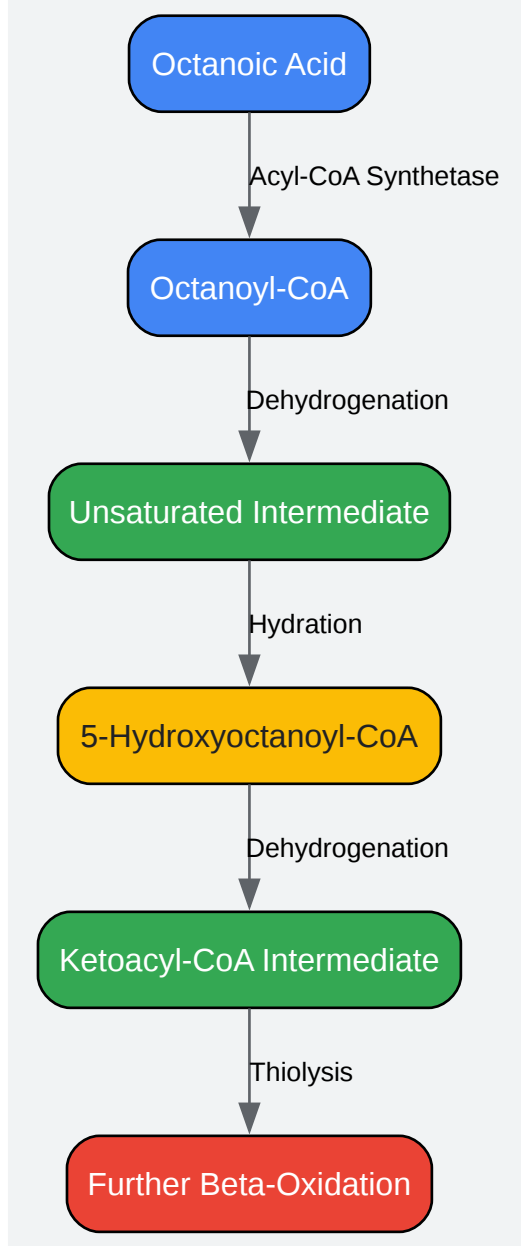 Octanoic Acid
Acyl-CoA Synthetase
Octanoyl-CoA
Dehydrogenation
Unsaturated Intermediate
Hydration
5-Hydroxyoctanoyl-CoA
Dehydrogenation
Ketoacyl-CoA Intermediate
Thiolysis
Further Beta-Oxidation